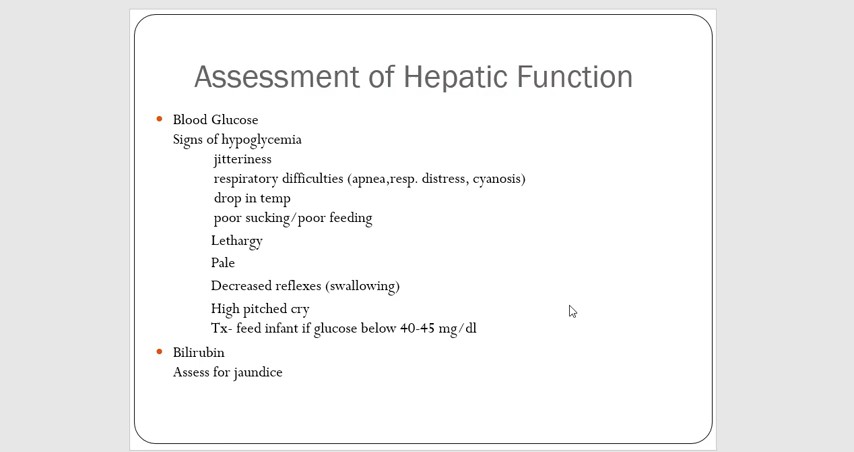 Assessment of Hepatic Function
Blood Glucose
Signs of hypoglycemia
jitteriness
respiratory difficulties (apnea,resp. distress, cyanosis)
drop in temp
poor sucking/poor feeding
Lethargy
Pale
Decreased reflexes (swallowing)
High pitched cry
Tx- feed infant if glucose below 40-45 mg/dl
Bilirubin
Assess for jaundice